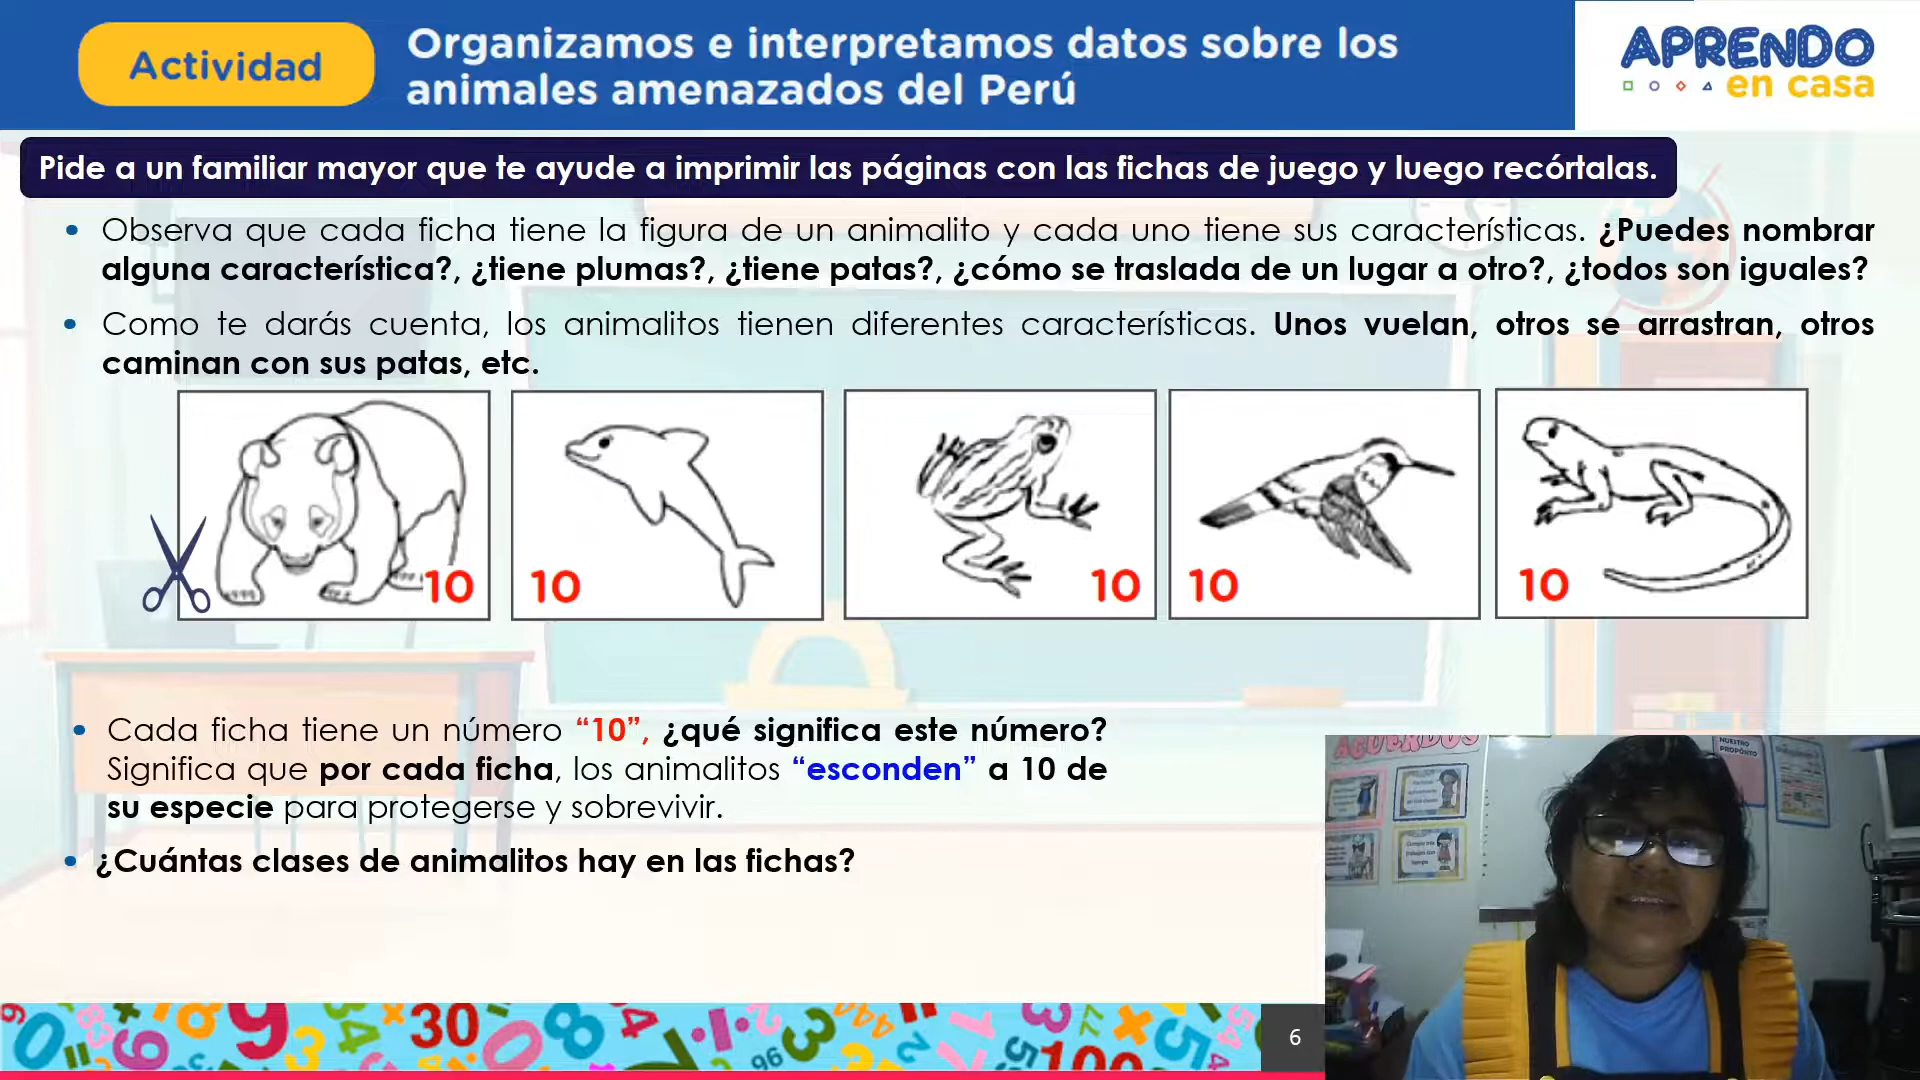 Actividad
Organizamos e interpretamos datos sobre los
animales amenazados del Perú
APRENDO
en casa
Pide a un familiar mayor que te ayude a imprimir las páginas con las fichas de juego y luego recórtalas.
• Observa que cada ficha tiene la figura de un animalito y cada uno tiene sus características. ¿Puedes nombrar
alguna característica?, ¿tiene plumas?, ¿tiene patas?, ¿cómo se traslada de un lugar a otro?, ¿todos son iguales?
• Como te darás cuenta, los animalitos tienen diferentes características. Unos vuelan, otros se arrastran, otros
caminan con sus patas, etc.
10
10
10
10
10
• Cada ficha tiene un número “10”, ¿qué significa este número?
Significa que por cada ficha, los animalitos “esconden” a 10 de
su especie para protegerse y sobrevivir.
• ¿Cuántas clases de animalitos hay en las fichas?
ACUERDOS
NUESTRO
PROPÓSITO
30
100
6